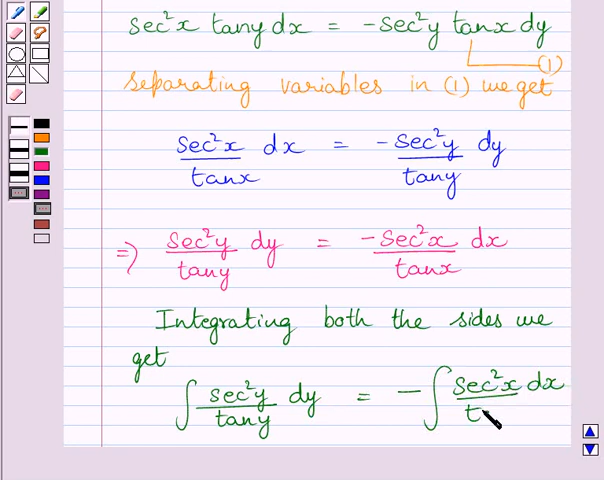 sec²x tany dx = -sec²y tanx dy
(1)
separating variables in (1) we get
sec²x/tanx dx = -sec²y/tany dy
⇒ sec²y/tany dy = -sec²x/tanx dx
Integrating both the sides we
get
∫ sec²y/tany dy = -∫ sec²x/t dx